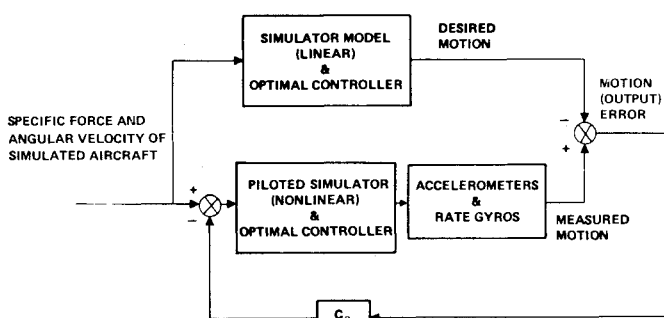 SIMULATOR MODEL
(LINEAR)
&
OPTIMAL CONTROLLER
DESIRED
MOTION
MOTION
(OUTPUT)
ERROR
SPECIFIC FORCE AND
ANGULAR VELOCITY OF
SIMULATED AIRCRAFT
−
+
+
−
PILOTED SIMULATOR
(NONLINEAR)
&
OPTIMAL CONTROLLER
ACCELEROMETERS
&
RATE GYROS
MEASURED
MOTION